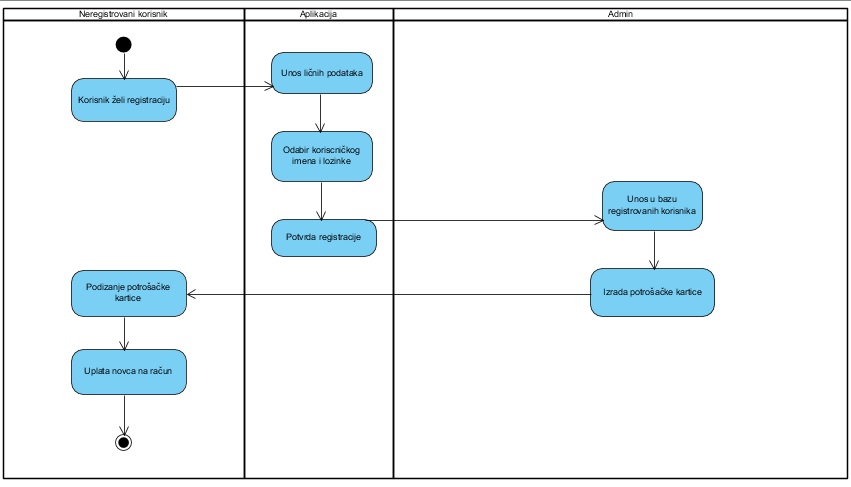 Neregistrovani korisnik
Aplikacija
Admin
Korisnik želi registraciju
Unos ličnih podataka
Odabir koriscničkog
imena i lozinke
Potvrda registracije
Unos u bazu
registrovanih korisnika
Izrada potrošačke kartice
Podizanje potrošačke
kartice
Uplata novca na račun